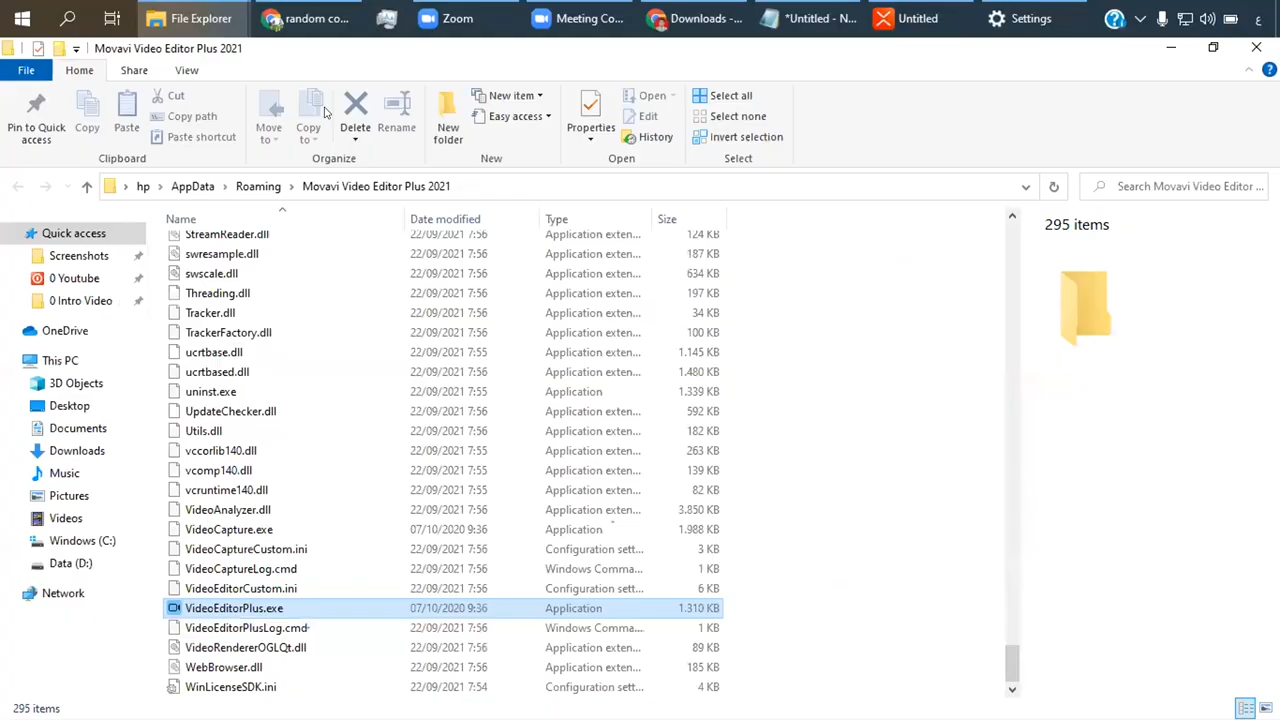 File Explorer
random co...
Zoom
Meeting Co...
Downloads -...
*Untitled - N...
Untitled
Settings
ع
Movavi Video Editor Plus 2021
File
Home
Share
View
Pin to Quick access
Copy
Paste
Cut
Copy path
Paste shortcut
Clipboard
Move to
Copy to
Delete
Rename
Organize
New folder
New item
Easy access
New
Properties
Open
Edit
History
Open
Select all
Select none
Invert selection
Select
hp
AppData
Roaming
Movavi Video Editor Plus 2021
Search Movavi Video Editor ...
Quick access
Screenshots
0 Youtube
0 Intro Video
OneDrive
This PC
3D Objects
Desktop
Documents
Downloads
Music
Pictures
Videos
Windows (C:)
Data (D:)
Network
Name Date modified Type Size
StreamReader.dll 22/09/2021 7:56 Application exten... 124 KB
swresample.dll 22/09/2021 7:56 Application exten... 187 KB
swscale.dll 22/09/2021 7:56 Application exten... 634 KB
Threading.dll 22/09/2021 7:56 Application exten... 197 KB
Tracker.dll 22/09/2021 7:56 Application exten... 34 KB
TrackerFactory.dll 22/09/2021 7:56 Application exten... 100 KB
ucrtbase.dll 22/09/2021 7:55 Application exten... 1.145 KB
ucrtbased.dll 22/09/2021 7:56 Application exten... 1.480 KB
uninst.exe 22/09/2021 7:55 Application 1.339 KB
UpdateChecker.dll 22/09/2021 7:56 Application exten... 592 KB
Utils.dll 22/09/2021 7:56 Application exten... 182 KB
vccorlib140.dll 22/09/2021 7:55 Application exten... 263 KB
vcomp140.dll 22/09/2021 7:55 Application exten... 139 KB
vcruntime140.dll 22/09/2021 7:55 Application exten... 82 KB
VideoAnalyzer.dll 22/09/2021 7:56 Application exten... 3.850 KB
VideoCapture.exe 07/10/2020 9:36 Application 1.988 KB
VideoCaptureCustom.ini 22/09/2021 7:56 Configuration sett... 3 KB
VideoCaptureLog.cmd 22/09/2021 7:56 Windows Comma... 1 KB
VideoEditorCustom.ini 22/09/2021 7:56 Configuration sett... 6 KB
VideoEditorPlus.exe 07/10/2020 9:36 Application 1.310 KB
VideoEditorPlusLog.cmd 22/09/2021 7:56 Windows Comma... 1 KB
VideoRendererOGLQt.dll 22/09/2021 7:56 Application exten... 89 KB
WebBrowser.dll 22/09/2021 7:56 Application exten... 185 KB
WinLicenseSDK.ini 22/09/2021 7:54 Configuration sett... 4 KB
295 items
295 items